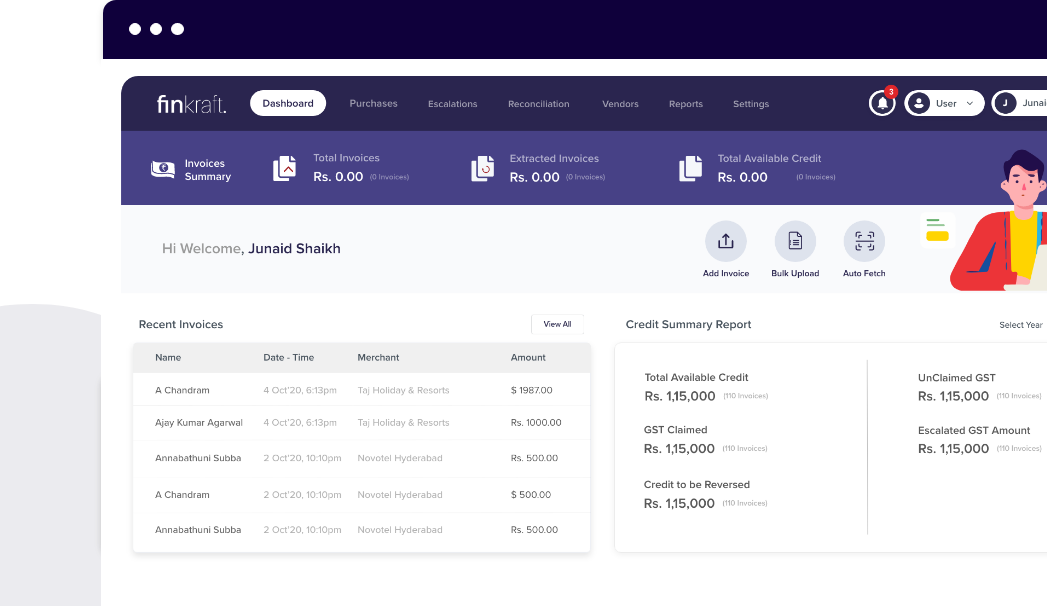 finkraft.
Dashboard Purchases Escalations Reconciliation Vendors Reports Settings 3 User J Junai
Invoices Summary
Total Invoices
Rs. 0.00 (0 Invoices)
Extracted Invoices
Rs. 0.00 (0 Invoices)
Total Available Credit
Rs. 0.00 (0 Invoices)
Hi Welcome, Junaid Shaikh
Add Invoice Bulk Upload Auto Fetch
Recent Invoices View All
Name Date - Time Merchant Amount
A Chandram 4 Oct'20, 6:13pm Taj Holiday & Resorts $ 1987.00
Ajay Kumar Agarwal 4 Oct'20, 6:13pm Taj Holiday & Resorts Rs. 1000.00
Annabathuni Subba 2 Oct'20, 10:10pm Novotel Hyderabad Rs. 500.00
A Chandram 2 Oct'20, 10:10pm Novotel Hyderabad $ 500.00
Annabathuni Subba 2 Oct'20, 10:10pm Novotel Hyderabad Rs. 500.00
Credit Summary Report Select Year
Total Available Credit
Rs. 1,15,000 (110 Invoices)
GST Claimed
Rs. 1,15,000 (110 Invoices)
Credit to be Reversed
Rs. 1,15,000 (110 Invoices)
UnClaimed GST
Rs. 1,15,000 (110 Invoices)
Escalated GST Amount
Rs. 1,15,000 (110 Invoices)